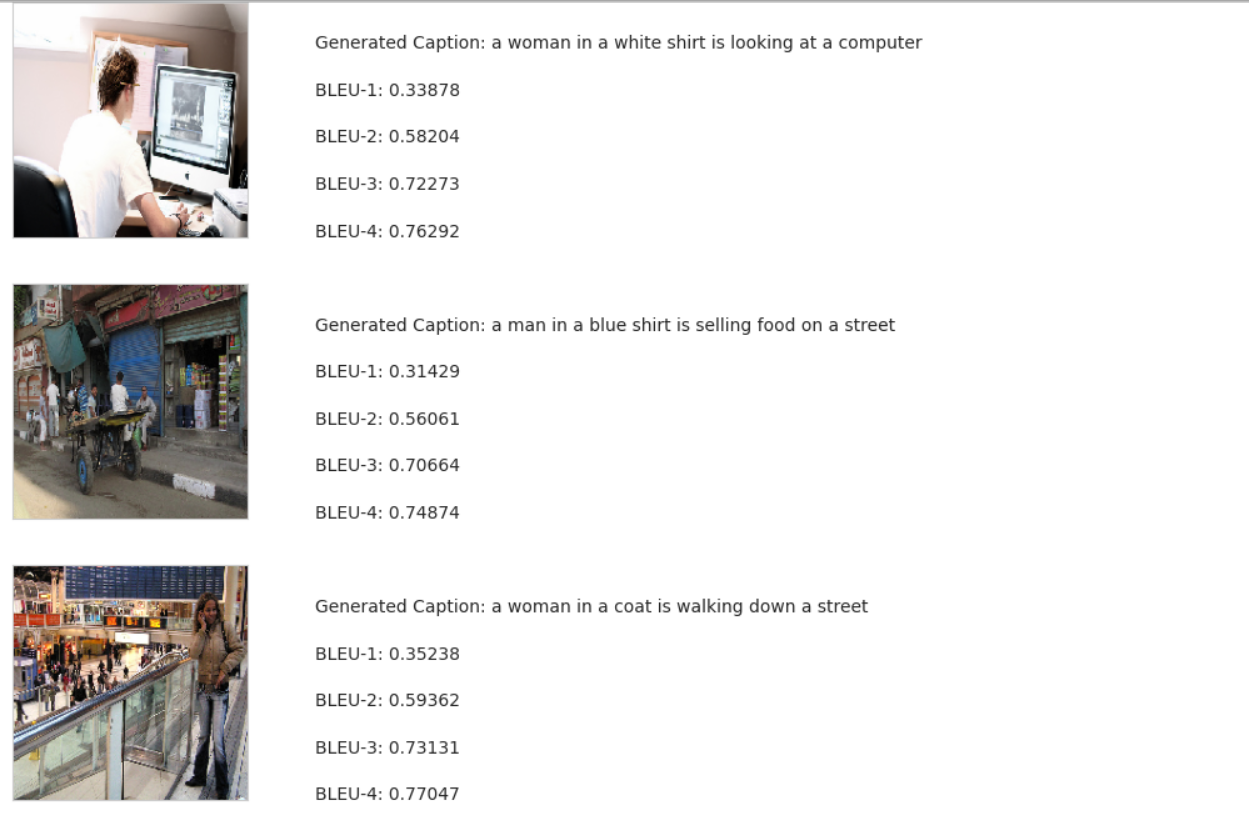 Generated Caption: a woman in a white shirt is looking at a computer
BLEU-1: 0.33878
BLEU-2: 0.58204
BLEU-3: 0.72273
BLEU-4: 0.76292
Generated Caption: a man in a blue shirt is selling food on a street
BLEU-1: 0.31429
BLEU-2: 0.56061
BLEU-3: 0.70664
BLEU-4: 0.74874
Generated Caption: a woman in a coat is walking down a street
BLEU-1: 0.35238
BLEU-2: 0.59362
BLEU-3: 0.73131
BLEU-4: 0.77047